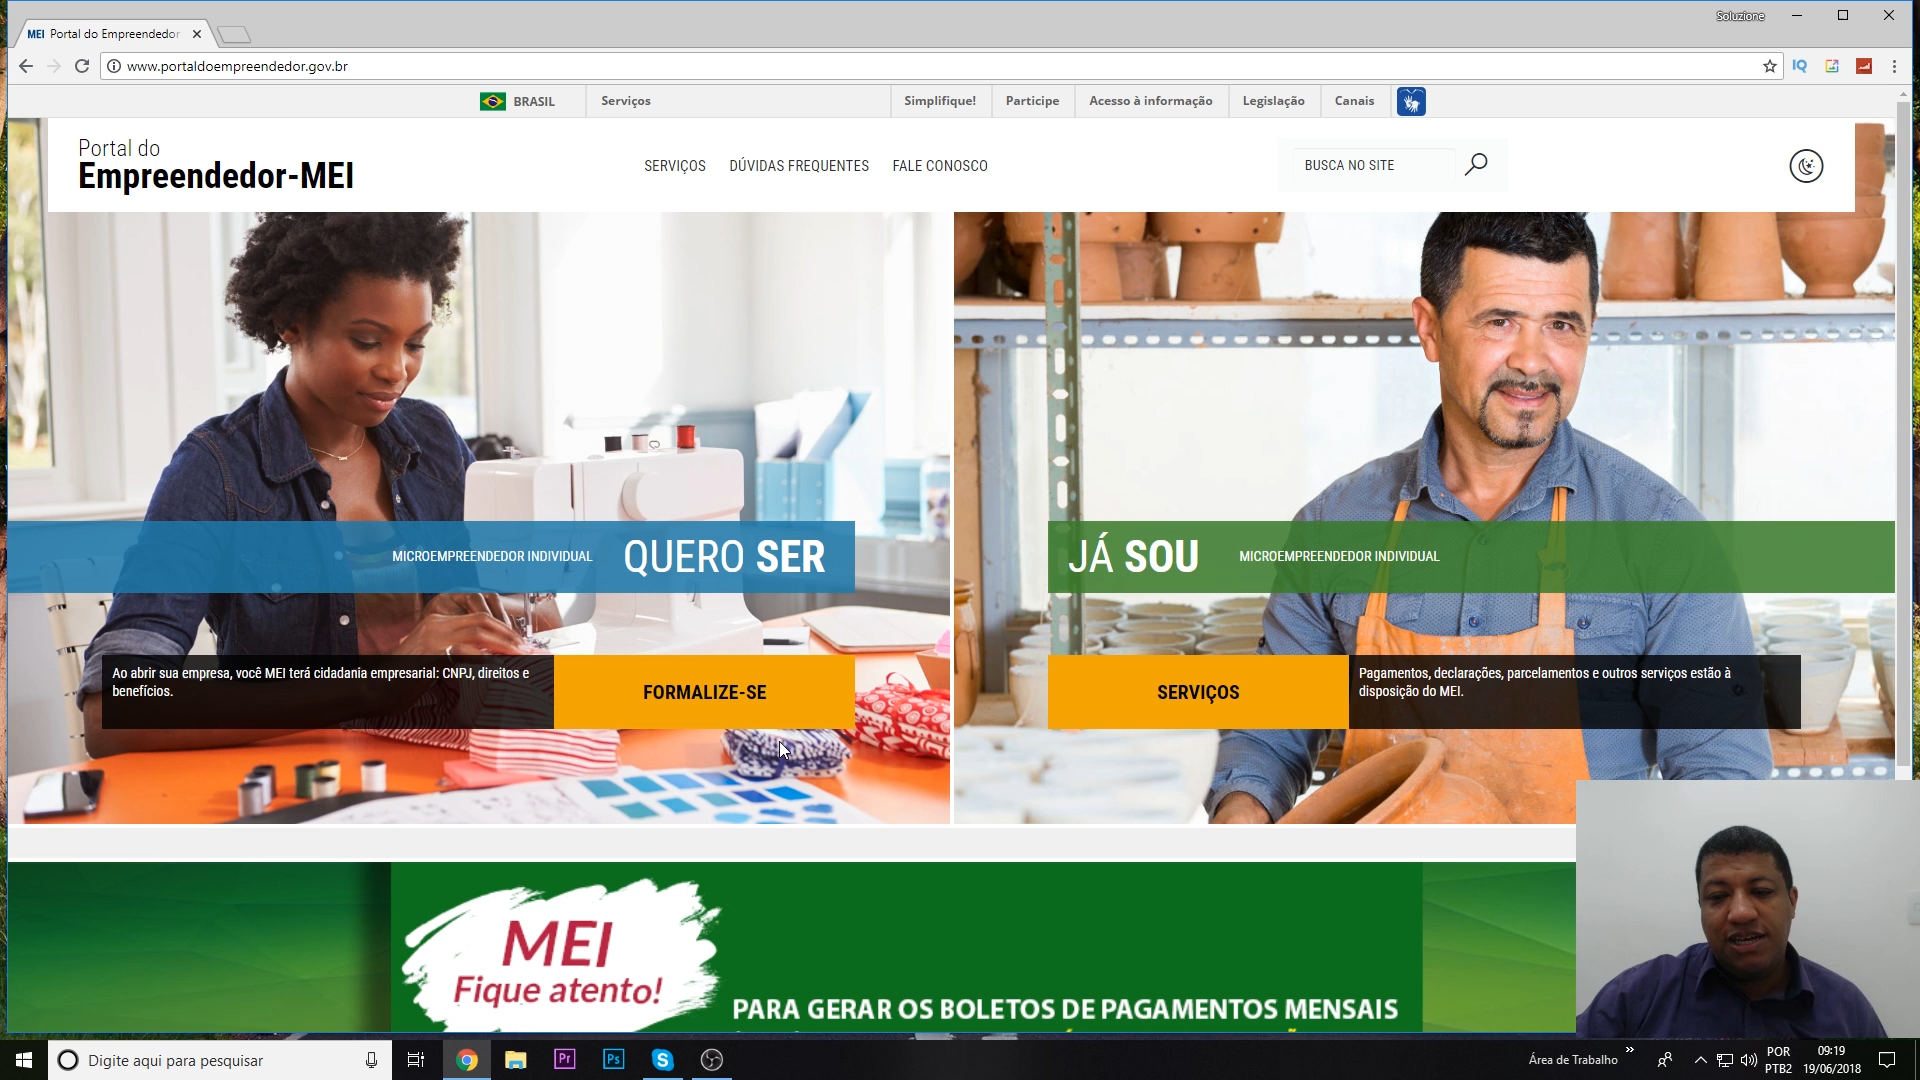 Soluzione
MEI Portal do Empreendedor
www.portaldoempreendedor.gov.br
IQ
BRASIL
Serviços
Simplifique!
Participe
Acesso à informação
Legislação
Canais
Portal do
Empreendedor-MEI
SERVIÇOS
DÚVIDAS FREQUENTES
FALE CONOSCO
BUSCA NO SITE
MICROEMPREENDEDOR INDIVIDUAL QUERO SER
JÁ SOU MICROEMPREENDEDOR INDIVIDUAL
Ao abrir sua empresa, você MEI terá cidadania empresarial: CNPJ, direitos e
benefícios.
FORMALIZE-SE
SERVIÇOS
Pagamentos, declarações, parcelamentos e outros serviços estão à
disposição do MEI.
MEI
Fique atento!
PARA GERAR OS BOLETOS DE PAGAMENTOS MENSAIS
Digite aqui para pesquisar
Pr
Ps
Área de Trabalho
POR
PTB2
09:19
19/06/2018